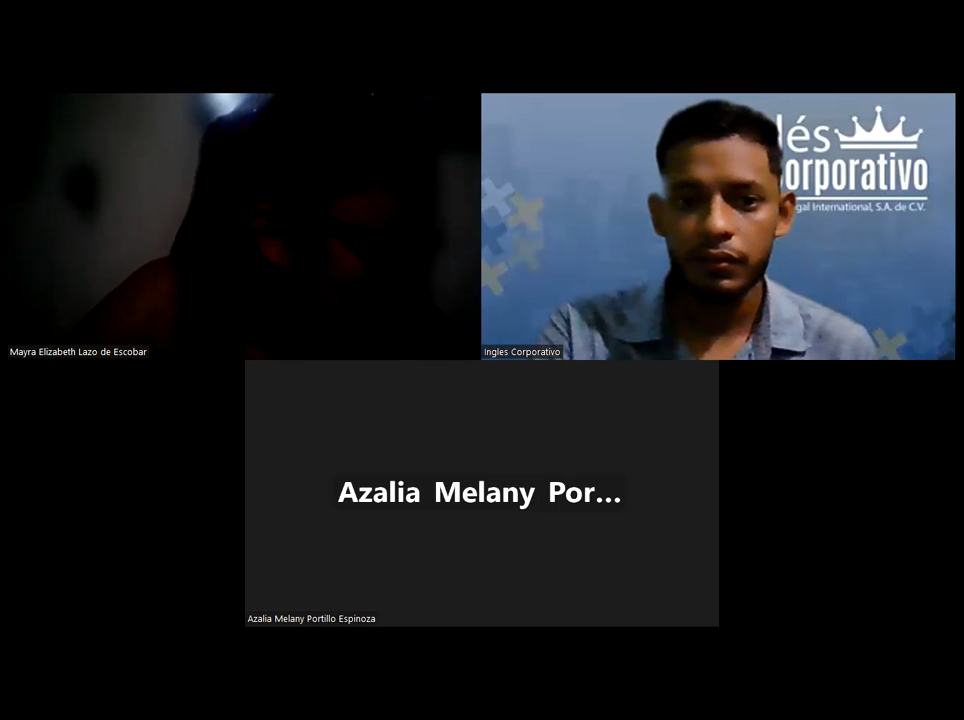 Mayra Elizabeth Lazo de Escobar
lés
orporativo
gal International, S.A. de C.V.
Ingles Corporativo
Azalia Melany Por...
Azalia Melany Portillo Espinoza